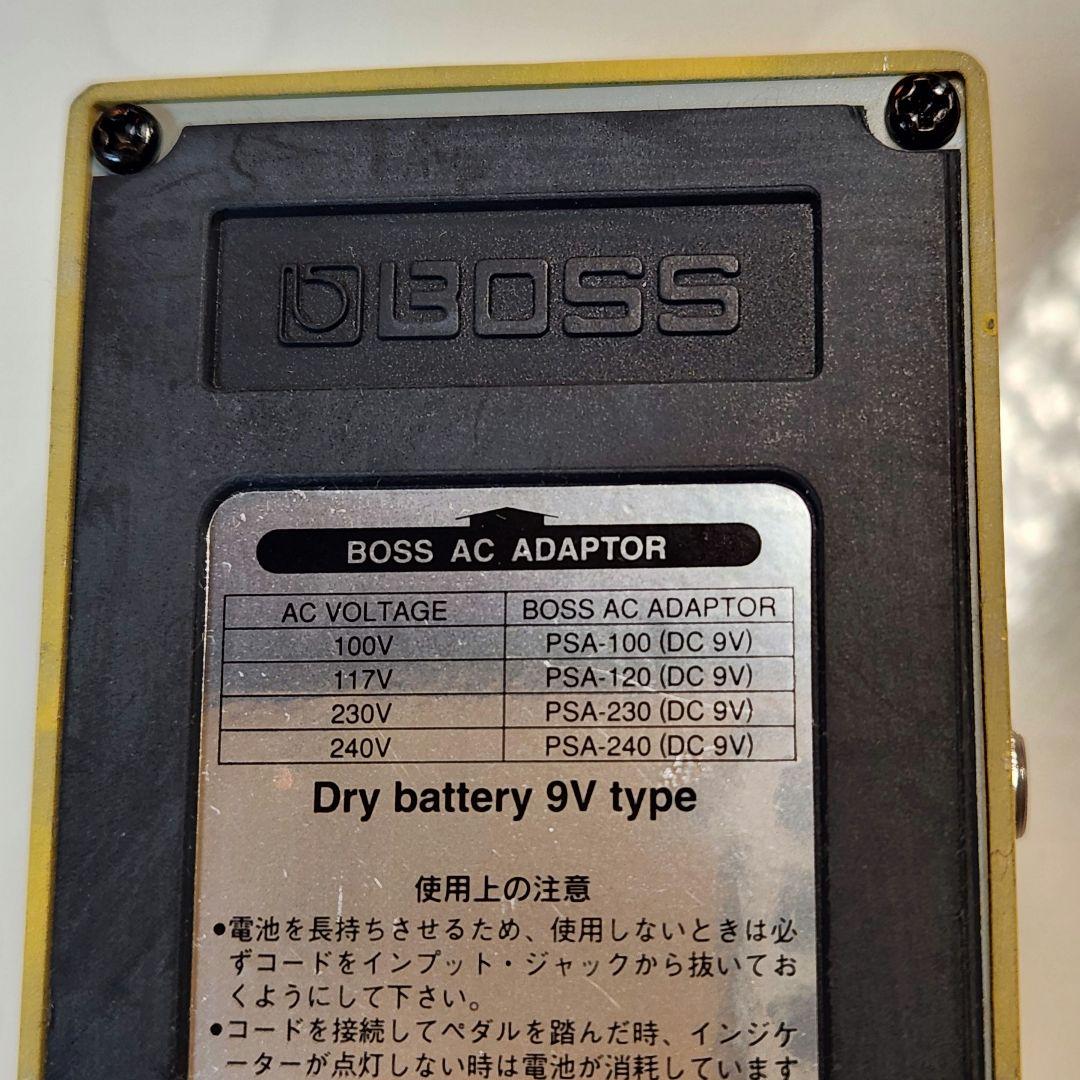 BOSS
BOSS AC ADAPTOR
AC VOLTAGE BOSS AC ADAPTOR
100V PSA-100 (DC 9V)
117V PSA-120 (DC 9V)
230V PSA-230 (DC 9V)
240V PSA-240 (DC 9V)
Dry battery 9V type
使用上の注意
●電池を長持ちさせるため、使用しないときは必
ずコードをインプット・ジャックから抜いてお
くようにして下さい。
●コードを接続してペダルを踏んだ時、インジケ
ーターが点灯しない時は電池が消耗しています